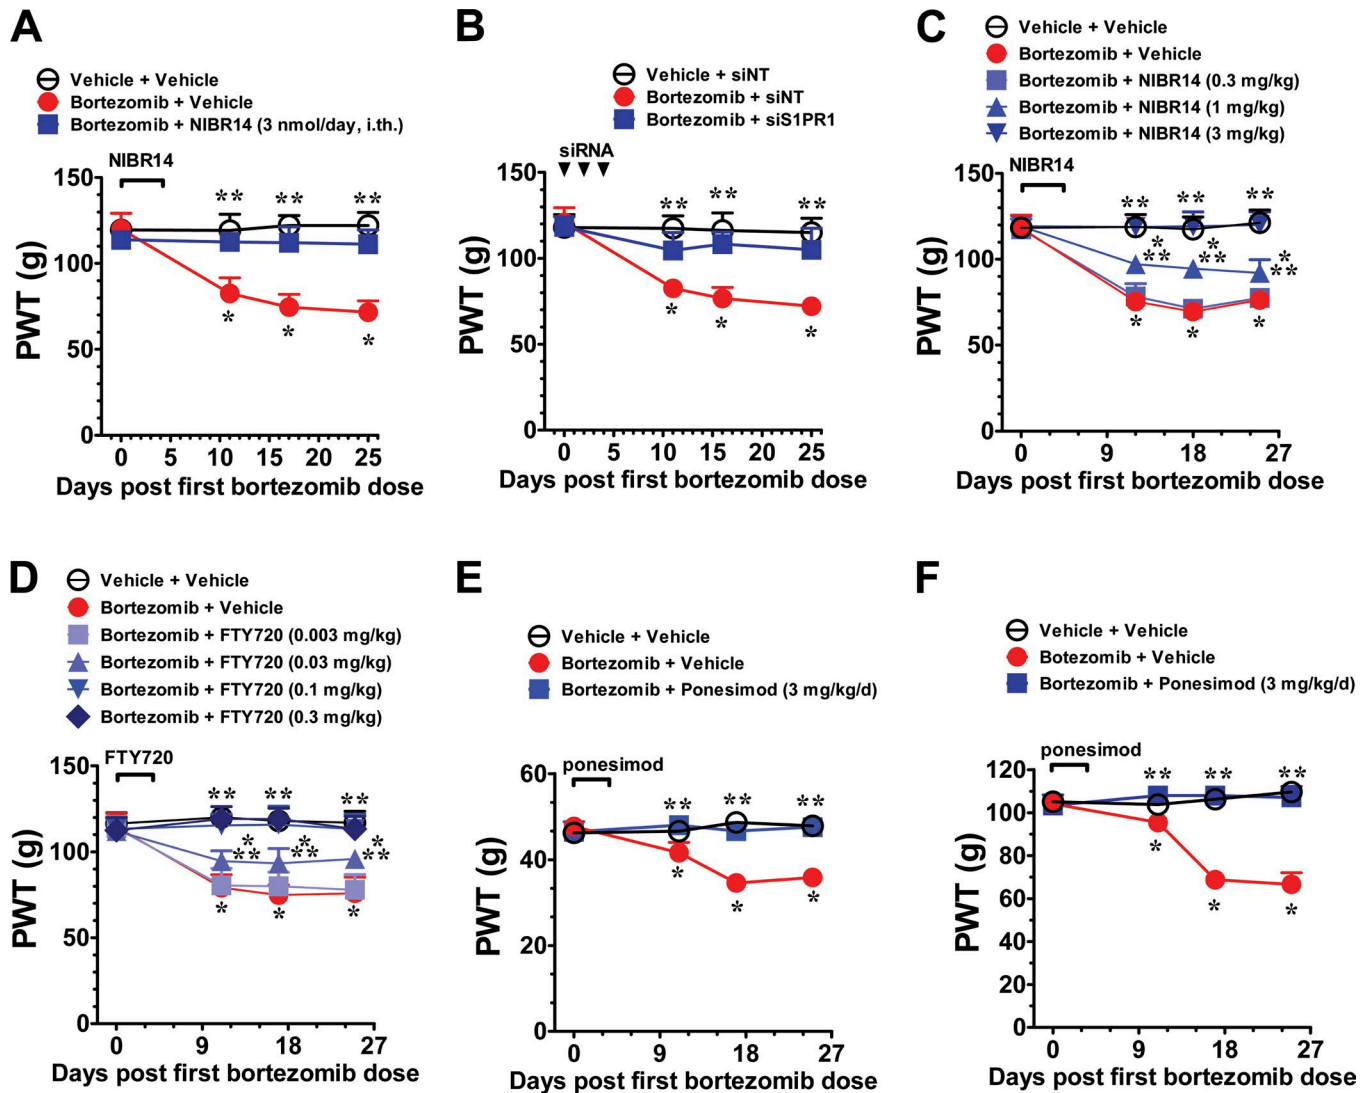 A
Vehicle + Vehicle
Bortezomib + Vehicle
Bortezomib + NIBR14 (3 nmol/day, i.th.)
NIBR14
150
100
50
0
PWT (g)
** ** **
* * *
0 5 10 15 20 25
Days post first bortezomib dose
B
Vehicle + siNT
Bortezomib + siNT
Bortezomib + siS1PR1
siRNA
150
100
50
0
PWT (g)
** ** **
* * *
0 5 10 15 20 25
Days post first bortezomib dose
C
Vehicle + Vehicle
Bortezomib + Vehicle
Bortezomib + NIBR14 (0.3 mg/kg)
Bortezomib + NIBR14 (1 mg/kg)
Bortezomib + NIBR14 (3 mg/kg)
NIBR14
150
100
50
0
PWT (g)
** ** **
* * *
** ** **
* * *
0 9 18 27
Days post first bortezomib dose
D
Vehicle + Vehicle
Bortezomib + Vehicle
Bortezomib + FTY720 (0.003 mg/kg)
Bortezomib + FTY720 (0.03 mg/kg)
Bortezomib + FTY720 (0.1 mg/kg)
Bortezomib + FTY720 (0.3 mg/kg)
FTY720
150
100
50
0
PWT (g)
** ** **
* * *
** ** **
* * *
0 9 18 27
Days post first bortezomib dose
E
Vehicle + Vehicle
Bortezomib + Vehicle
Bortezomib + Ponesimod (3 mg/kg/d)
ponesimod
60
40
20
0
PWT (g)
** ** **
* * *
0 9 18 27
Days post first bortezomib dose
F
Vehicle + Vehicle
Botezomib + Vehicle
Bortezomib + Ponesimod (3 mg/kg/d)
ponesimod
120
100
80
60
40
20
0
PWT (g)
** ** **
* * *
0 9 18 27
Days post first bortezomib dose